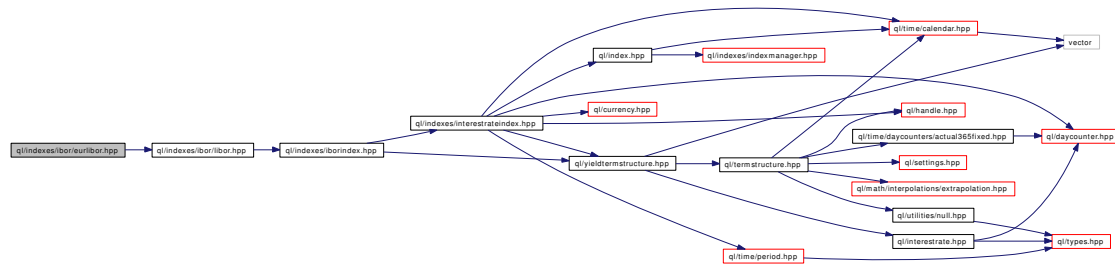 ql/time/calendar.hpp
vector
ql/index.hpp
ql/indexes/indexmanager.hpp
ql/currency.hpp
ql/handle.hpp
ql/indexes/interestrateindex.hpp
ql/time/daycounters/actual365fixed.hpp
ql/daycounter.hpp
ql/indexes/ibor/eurlibor.hpp
ql/indexes/ibor/libor.hpp
ql/indexes/iborindex.hpp
ql/yieldtermstructure.hpp
ql/termstructure.hpp
ql/settings.hpp
ql/math/interpolations/extrapolation.hpp
ql/utilities/null.hpp
ql/interestrate.hpp
ql/types.hpp
ql/time/period.hpp